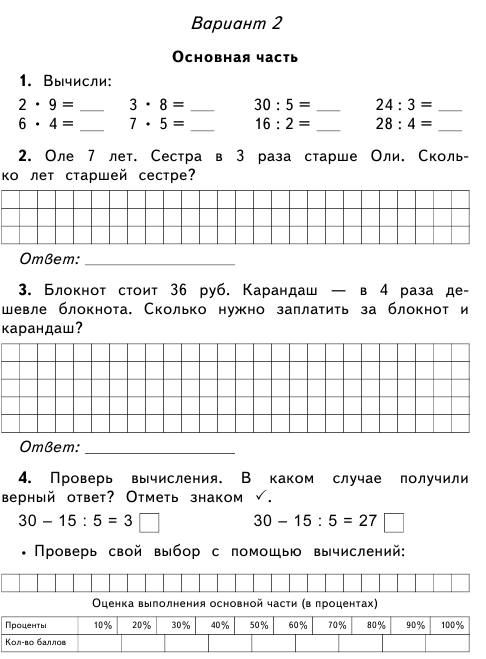 Вариант 2
Основная часть
1. Вычисли:
2 · 9 = ___ 3 · 8 = ___ 30 : 5 = ___ 24 : 3 = ___
6 · 4 = ___ 7 · 5 = ___ 16 : 2 = ___ 28 : 4 = ___
2. Оле 7 лет. Сестра в 3 раза старше Оли. Сколь-
ко лет старшей сестре?
Ответ: ___
3. Блокнот стоит 36 руб. Карандаш — в 4 раза де-
шевле блокнота. Сколько нужно заплатить за блокнот и
карандаш?
Ответ: ___
4. Проверь вычисления. В каком случае получили
верный ответ? Отметь знаком ✓.
30 – 15 : 5 = 3 □ 30 – 15 : 5 = 27 □
• Проверь свой выбор с помощью вычислений:
Оценка выполнения основной части (в процентах)
Проценты 10% 20% 30% 40% 50% 60% 70% 80% 90% 100%
Кол-во баллов